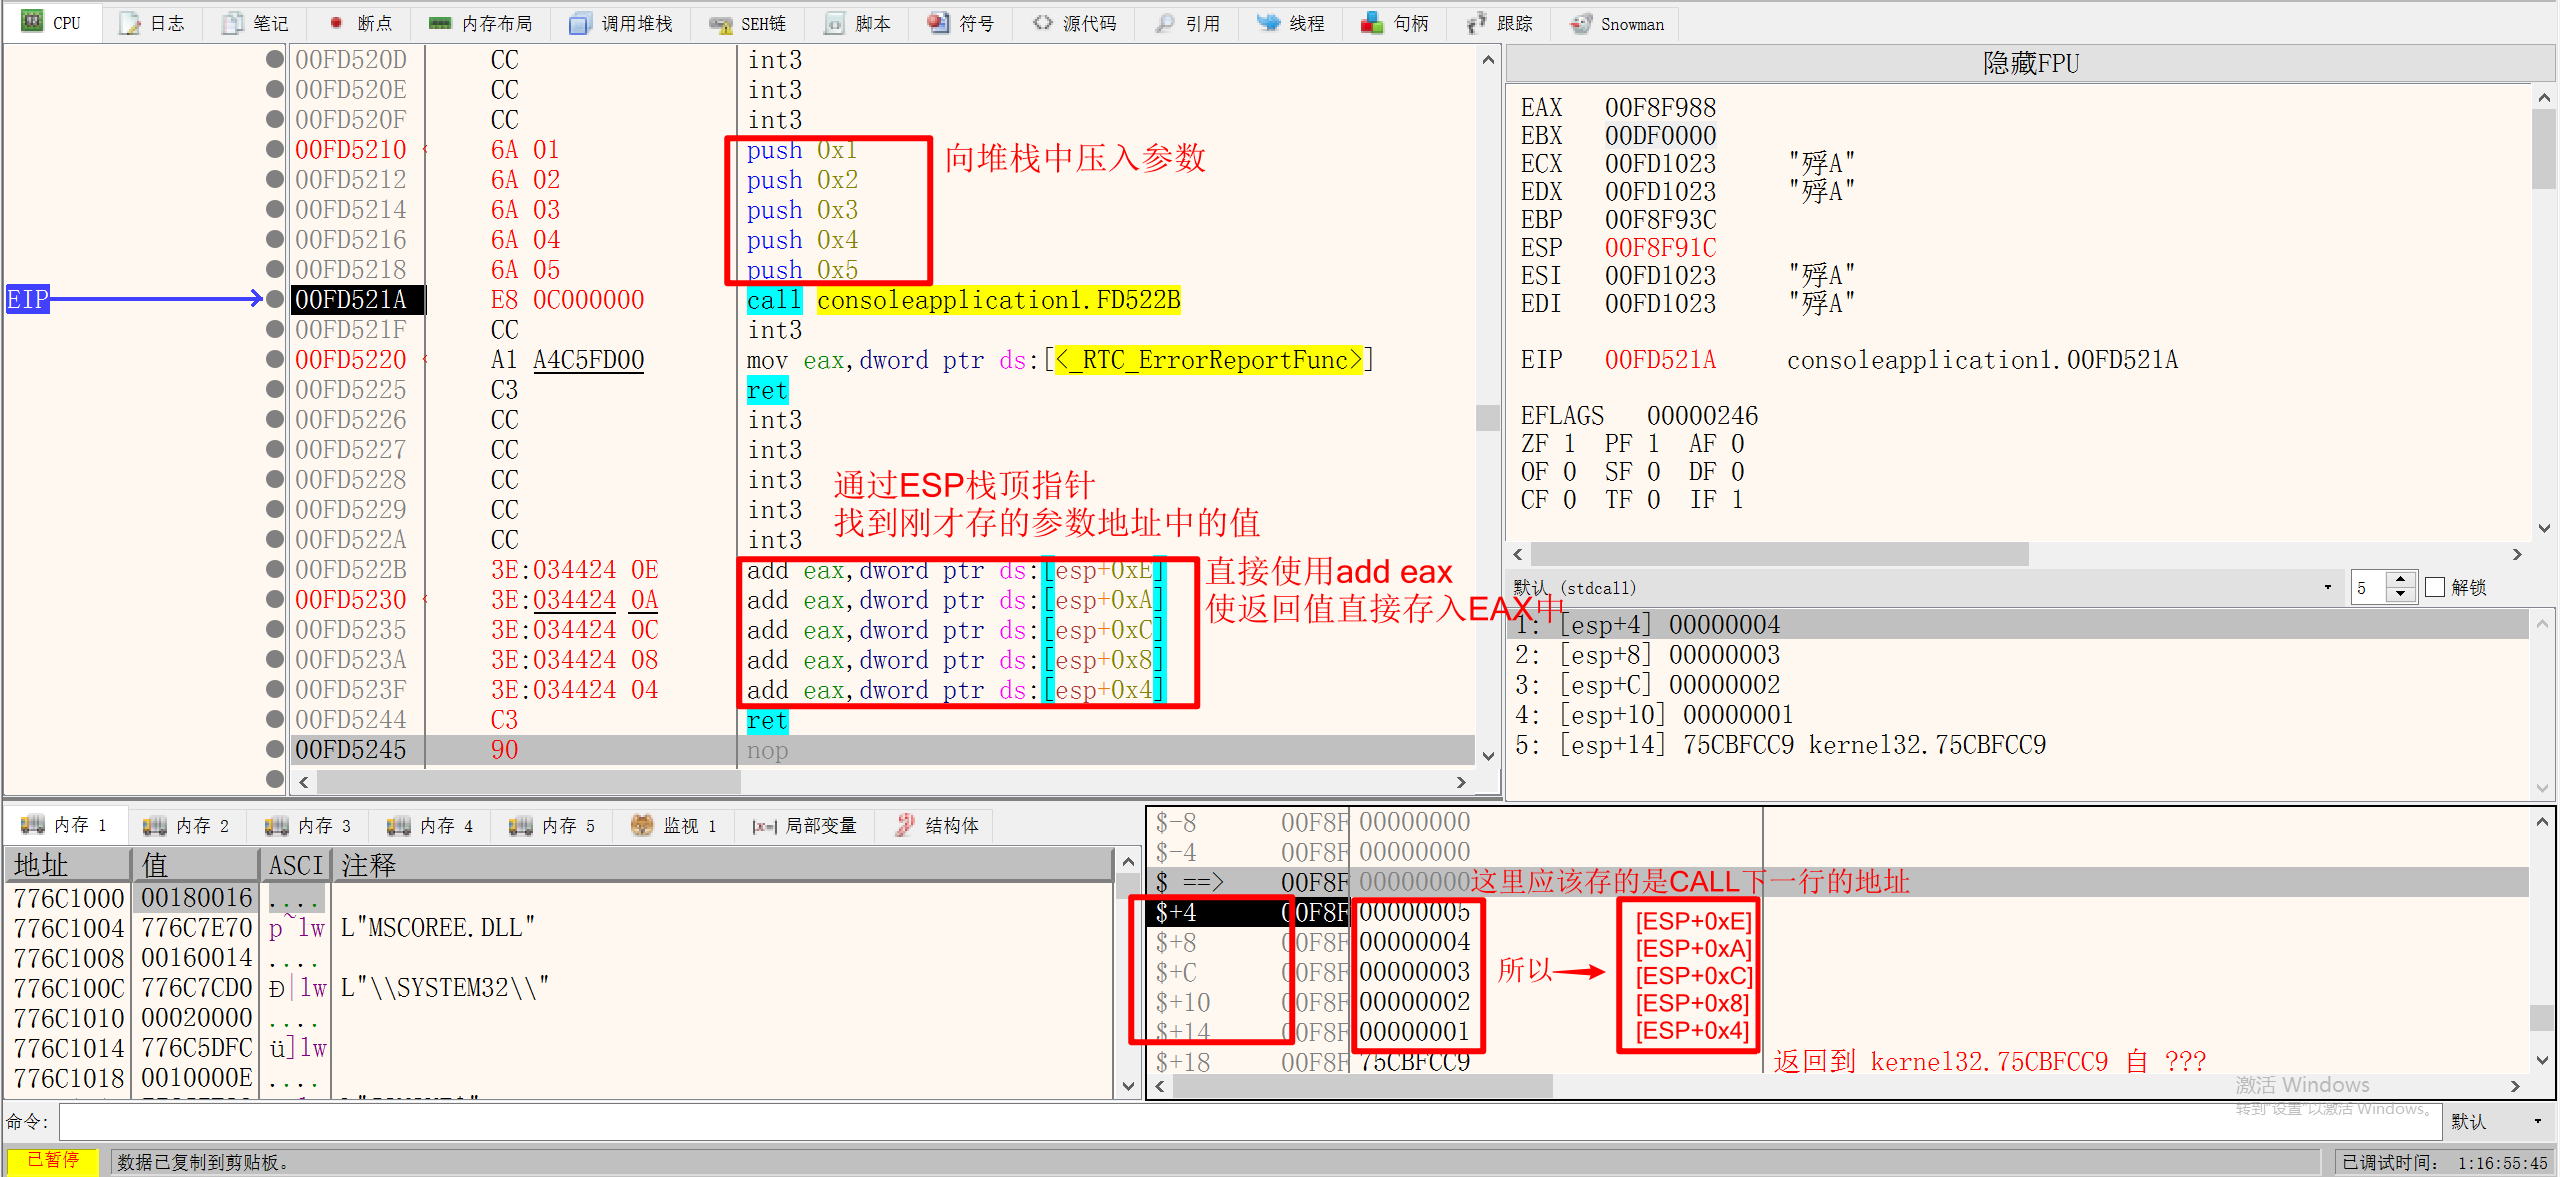 CPU 日志 笔记 断点 内存布局 调用堆栈 SEH链 脚本 符号 源代码 引用 线程 句柄 跟踪 Snowman
00FD520D CC int3
00FD520E CC int3
00FD520F CC int3
00FD5210 6A 01 push 0x1
00FD5212 6A 02 push 0x2
00FD5214 6A 03 push 0x3
00FD5216 6A 04 push 0x4
00FD5218 6A 05 push 0x5
向堆栈中压入参数
EIP 00FD521A E8 0C000000 call consoleapplication1.FD522B
00FD521F CC int3
00FD5220 A1 A4C5FD00 mov eax,dword ptr ds:[<_RTC_ErrorReportFunc>]
00FD5225 C3 ret
00FD5226 CC int3
00FD5227 CC int3
00FD5228 CC int3
00FD5229 CC int3
00FD522A CC int3
通过ESP栈顶指针
找到刚才存的参数地址中的值
00FD522B 3E:034424 0E add eax,dword ptr ds:[esp+0xE]
00FD5230 3E:034424 0A add eax,dword ptr ds:[esp+0xA]
00FD5235 3E:034424 0C add eax,dword ptr ds:[esp+0xC]
00FD523A 3E:034424 08 add eax,dword ptr ds:[esp+0x8]
00FD523F 3E:034424 04 add eax,dword ptr ds:[esp+0x4]
直接使用add eax
使返回值直接存入EAX中
00FD5244 C3 ret
00FD5245 90 nop
隐藏FPU
EAX 00F8F988
EBX 00DF0000
ECX 00FD1023 "殍A"
EDX 00FD1023 "殍A"
EBP 00F8F93C
ESP 00F8F91C
ESI 00FD1023 "殍A"
EDI 00FD1023 "殍A"
EIP 00FD521A consoleapplication1.00FD521A
EFLAGS 00000246
ZF 1 PF 1 AF 0
OF 0 SF 0 DF 0
CF 0 TF 0 IF 1
默认 (stdcall) 5 解锁
1: [esp+4] 00000004
2: [esp+8] 00000003
3: [esp+C] 00000002
4: [esp+10] 00000001
5: [esp+14] 75CBFCC9 kernel32.75CBFCC9
内存 1 内存 2 内存 3 内存 4 内存 5 监视 1 局部变量 结构体
地址 值 ASCI 注释
776C1000 00180016 ....
776C1004 776C7E70 p~lw L"MSCOREE.DLL"
776C1008 00160014 ....
776C100C 776C7CD0 Ð|lw L"\\SYSTEM32\\"
776C1010 00020000 ....
776C1014 776C5DFC ü]lw
776C1018 0010000E ....
$-8 00F8F 00000000
$-4 00F8F 00000000
$ ==> 00F8F 00000000 这里应该存的是CALL下一行的地址
$+4 00F8F 00000005
$+8 00F8F 00000004
$+C 00F8F 00000003
$+10 00F8F 00000002
$+14 00F8F 00000001
$+18 00F8F 75CBFCC9 返回到 kernel32.75CBFCC9 自 ???
所以
[ESP+0xE]
[ESP+0xA]
[ESP+0xC]
[ESP+0x8]
[ESP+0x4]
激活 Windows
转到"设置"以激活 Windows。
命令: 默认
已暂停 数据已复制到剪贴板。 已调试时间: 1:16:55:45